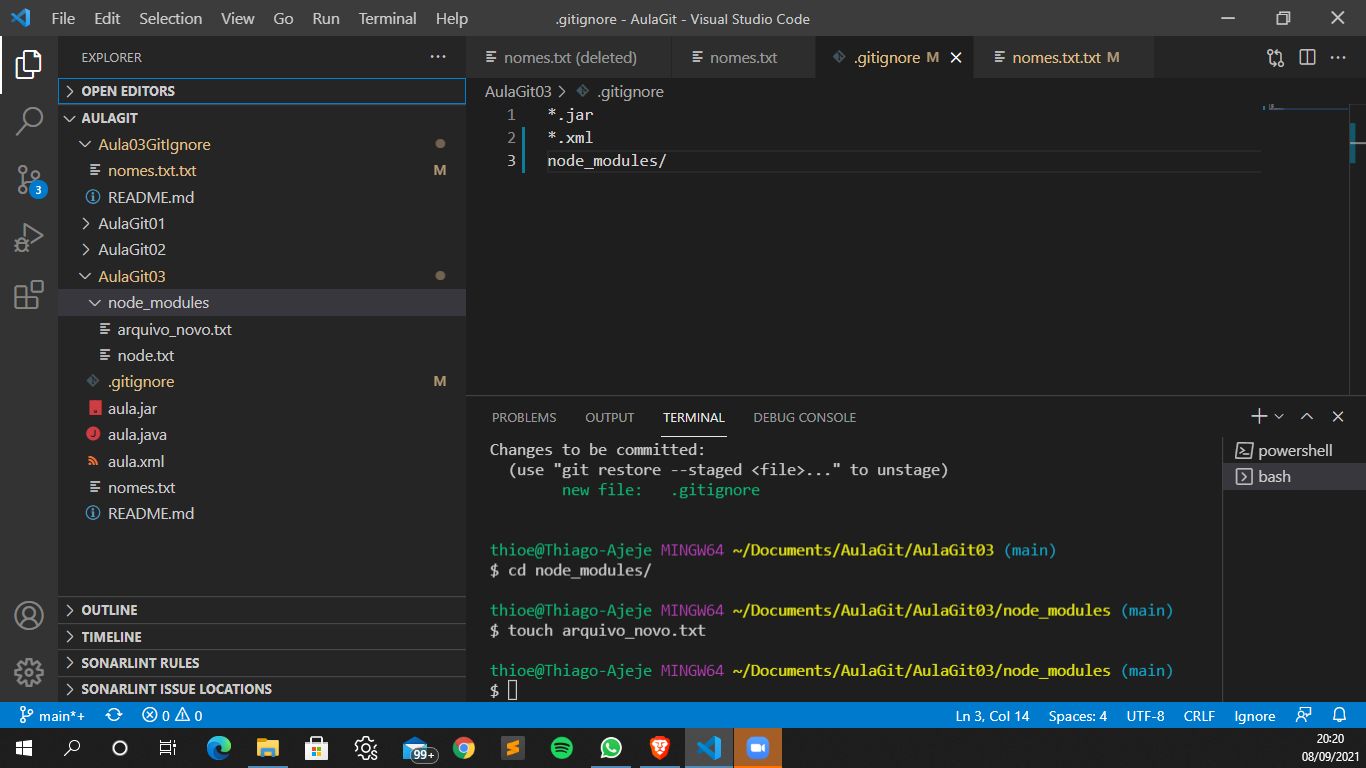 File Edit Selection View Go Run Terminal Help
.gitignore - AulaGit - Visual Studio Code
EXPLORER
OPEN EDITORS
AULAGIT
Aula03GitIgnore
nomes.txt.txt M
README.md
AulaGit01
AulaGit02
AulaGit03
node_modules
arquivo_novo.txt
node.txt
.gitignore M
aula.jar
aula.java
aula.xml
nomes.txt
README.md
OUTLINE
TIMELINE
SONARLINT RULES
SONARLINT ISSUE LOCATIONS
3
nomes.txt (deleted) nomes.txt .gitignore M nomes.txt.txt M
AulaGit03 > .gitignore
1 *.jar
2 *.xml
3 node_modules/
PROBLEMS OUTPUT TERMINAL DEBUG CONSOLE
Changes to be committed:
(use "git restore --staged <file>..." to unstage)
new file: .gitignore
thioe@Thiago-Ajeje MINGW64 ~/Documents/AulaGit/AulaGit03 (main)
$ cd node_modules/
thioe@Thiago-Ajeje MINGW64 ~/Documents/AulaGit/AulaGit03/node_modules (main)
$ touch arquivo_novo.txt
thioe@Thiago-Ajeje MINGW64 ~/Documents/AulaGit/AulaGit03/node_modules (main)
$
powershell
bash
main*+ 0 0 Ln 3, Col 14 Spaces: 4 UTF-8 CRLF Ignore
99+
20:20
08/09/2021